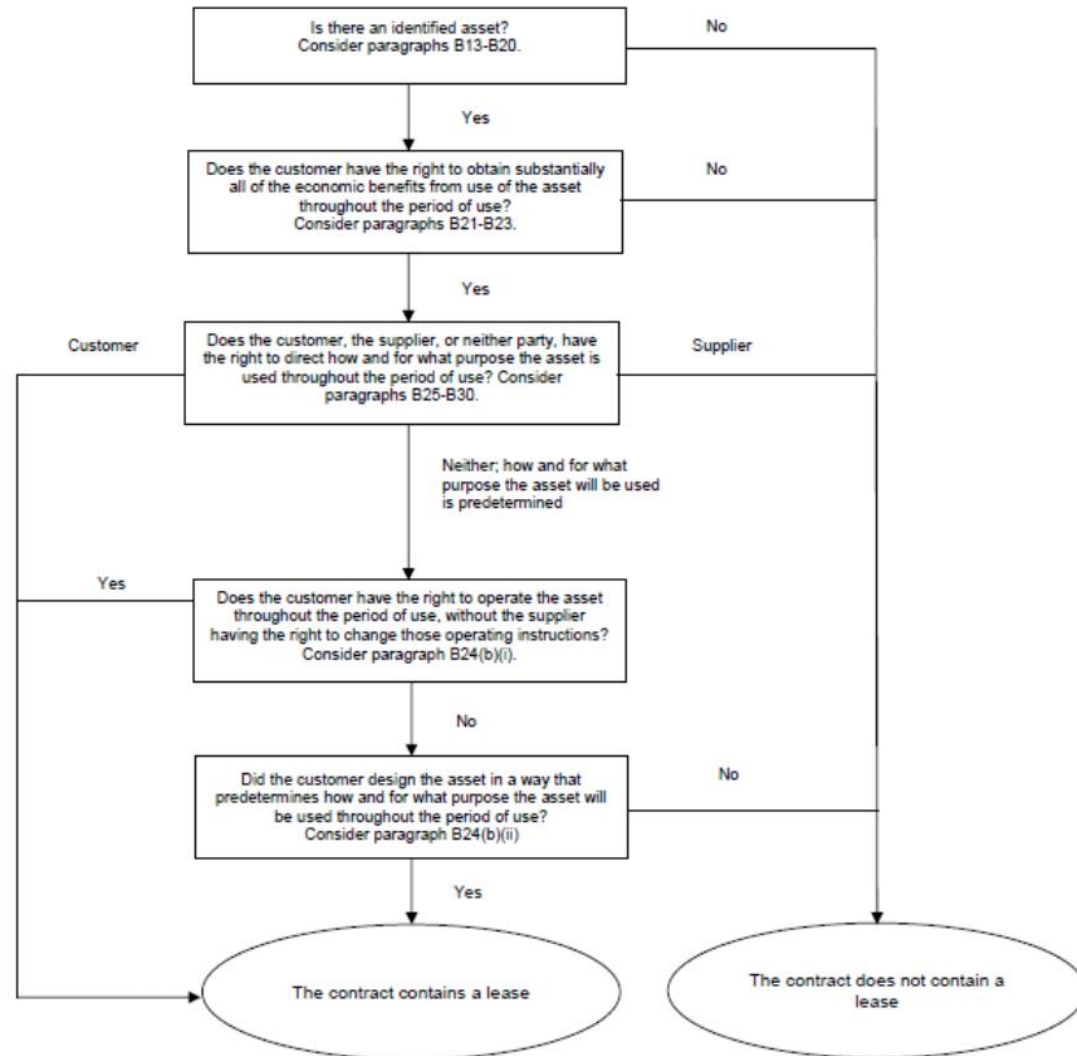 Is there an identified asset?
Consider paragraphs B13-B20.
No
Yes
Does the customer have the right to obtain substantially
all of the economic benefits from use of the asset
throughout the period of use?
Consider paragraphs B21-B23.
No
Yes
Customer
Does the customer, the supplier, or neither party, have
the right to direct how and for what purpose the asset is
used throughout the period of use? Consider
paragraphs B25-B30.
Supplier
Neither; how and for what
purpose the asset will be used
is predetermined
Yes
Does the customer have the right to operate the asset
throughout the period of use, without the supplier
having the right to change those operating instructions?
Consider paragraph B24(b)(i).
No
Did the customer design the asset in a way that
predetermines how and for what purpose the asset will
be used throughout the period of use?
Consider paragraph B24(b)(ii)
No
Yes
The contract contains a lease
The contract does not contain a
lease